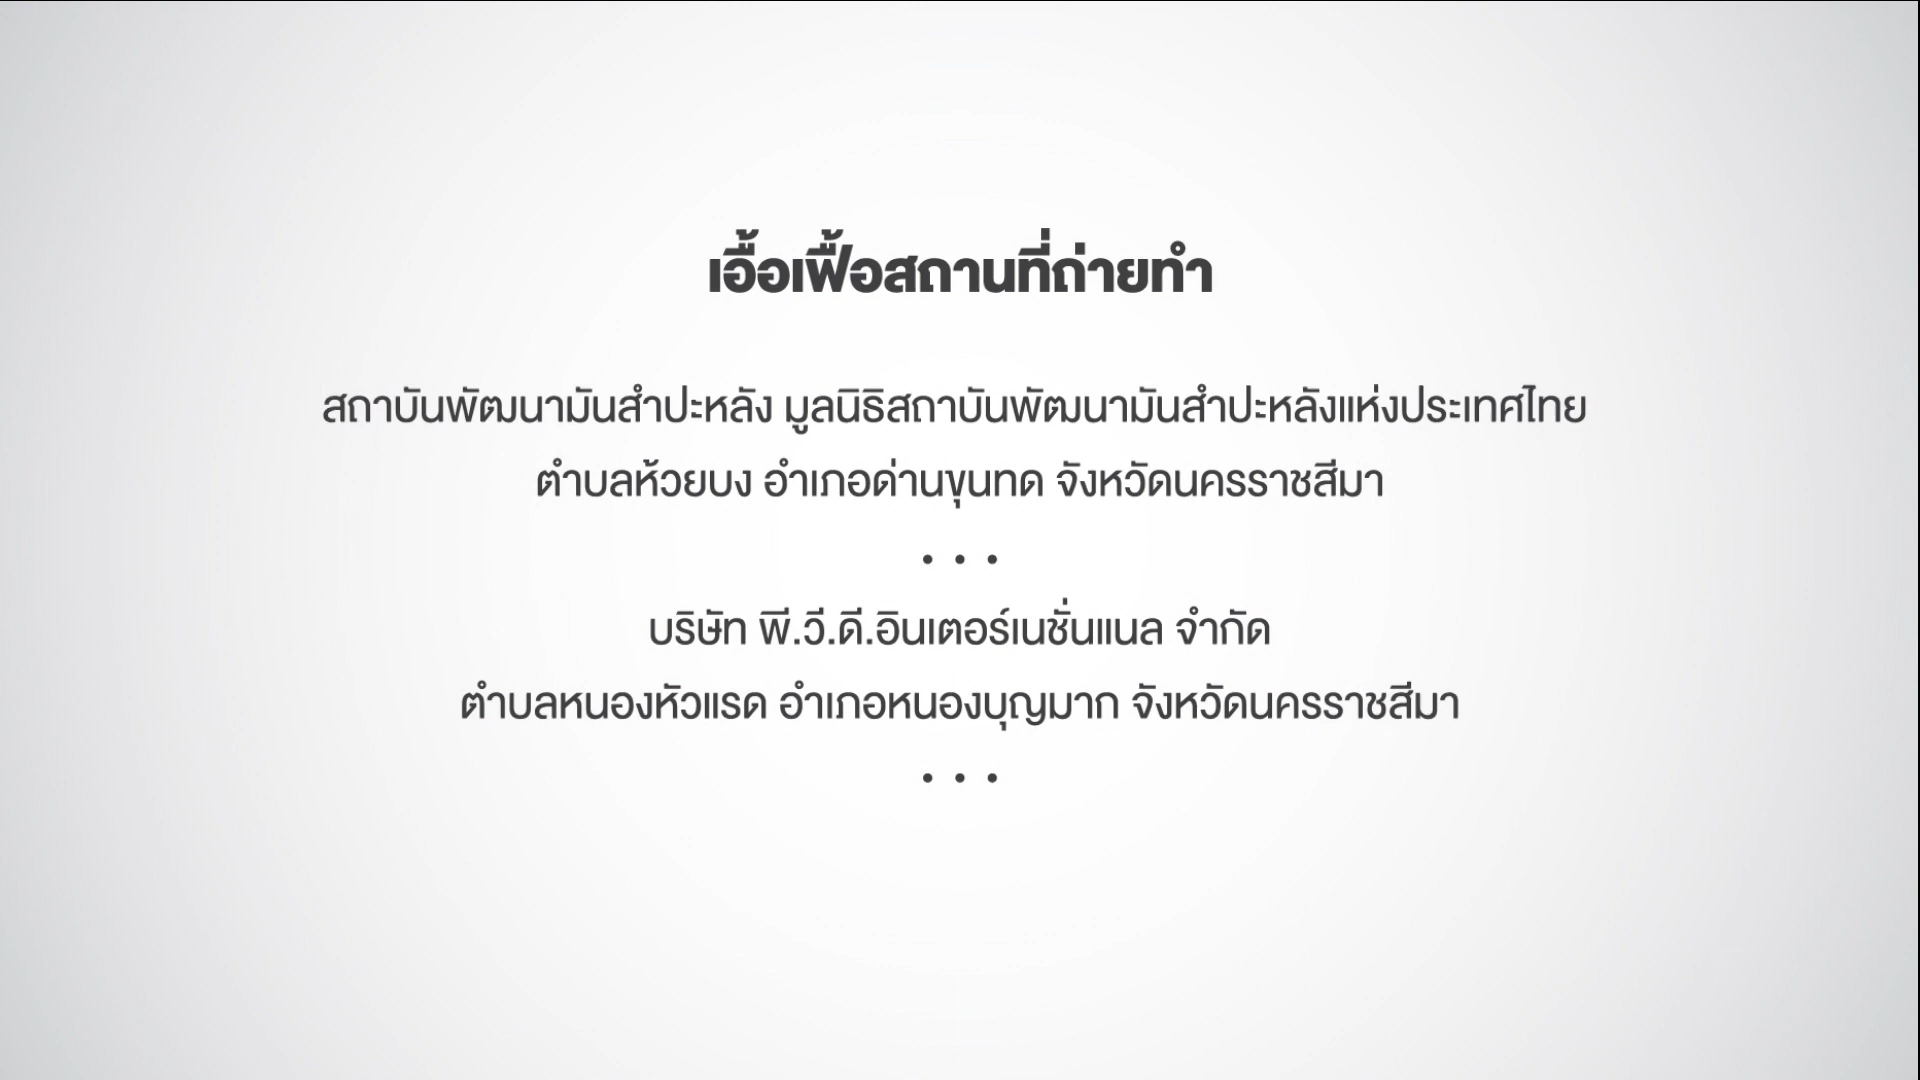 เอื้อเฟื้อสถานที่ถ่ายทำ
สถาบันพัฒนามันสำปะหลัง มูลนิธิสถาบันพัฒนามันสำปะหลังแห่งประเทศไทย
ตำบลห้วยบง อำเภอด่านขุนทด จังหวัดนครราชสีมา
• • •
บริษัท พี.วี.ดี.อินเตอร์เนชั่นแนล จำกัด
ตำบลหนองหัวแรด อำเภอหนองบุญมาก จังหวัดนครราชสีมา
• • •